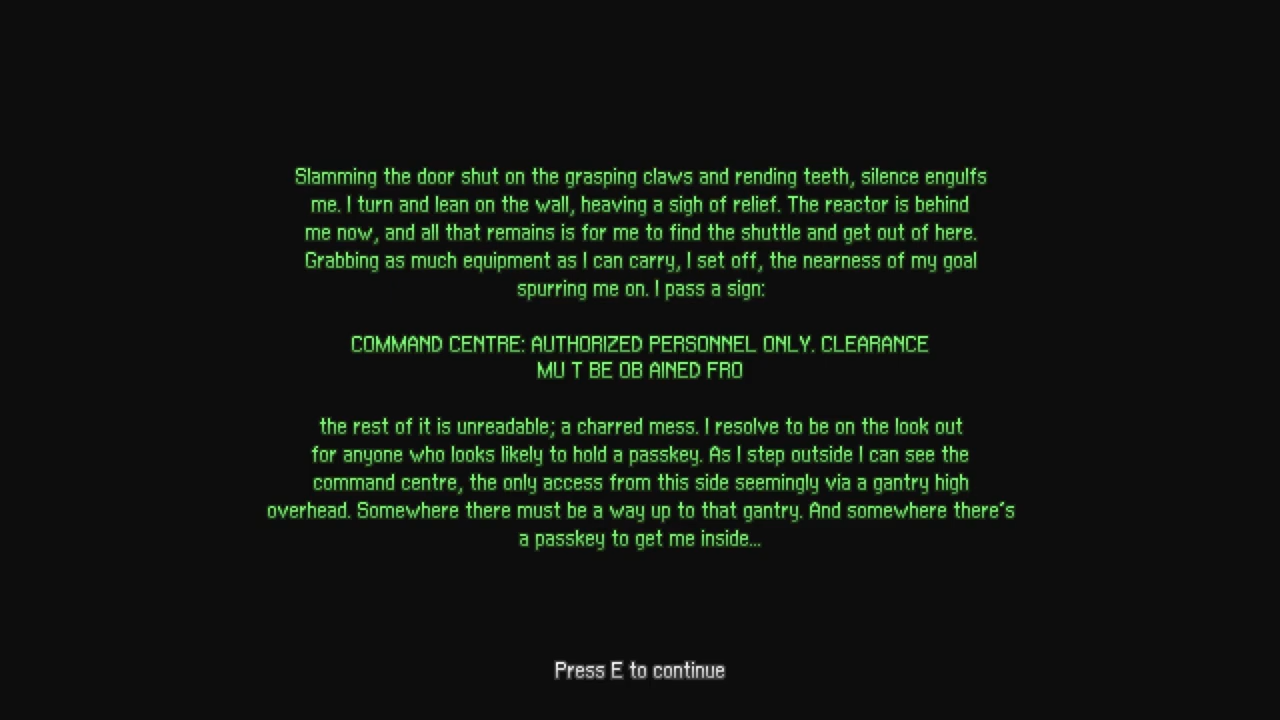 Slamming the door shut on the grasping claws and rending teeth, silence engulfs
me. I turn and lean on the wall, heaving a sigh of relief. The reactor is behind
me now, and all that remains is for me to find the shuttle and get out of here.
Grabbing as much equipment as I can carry, I set off, the nearness of my goal
spurring me on. I pass a sign:
COMMAND CENTRE: AUTHORIZED PERSONNEL ONLY. CLEARANCE
MU T BE OB AINED FRO
the rest of it is unreadable; a charred mess. I resolve to be on the look out
for anyone who looks likely to hold a passkey. As I step outside I can see the
command centre, the only access from this side seemingly via a gantry high
overhead. Somewhere there must be a way up to that gantry. And somewhere there's
a passkey to get me inside...
Press E to continue